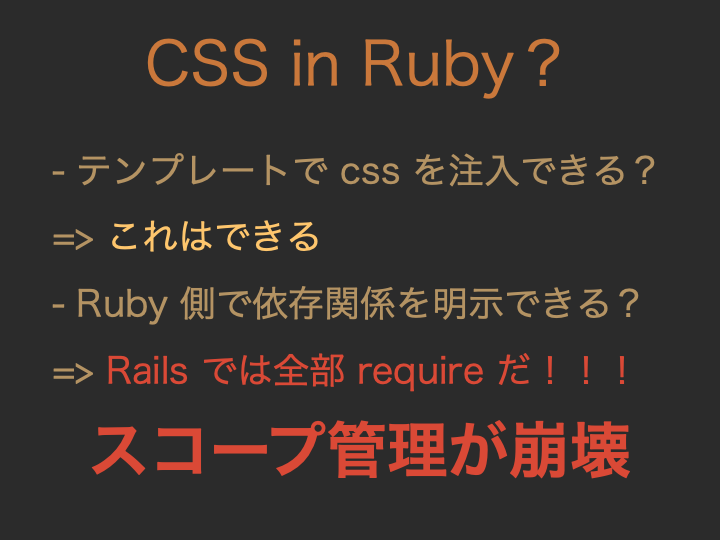 CSS in Ruby？
- テンプレートで css を注入できる？
=> これはできる
- Ruby 側で依存関係を明示できる？
=> Rails では全部 require だ！！！
スコープ管理が崩壊